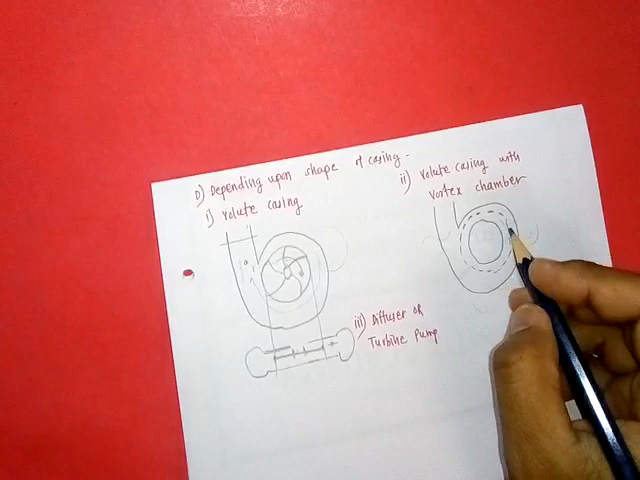 D) Depending upon shape of casing -
i) Volute casing
ii) Volute casing with
Vortex chamber
iii) Diffuser or
Turbine Pump